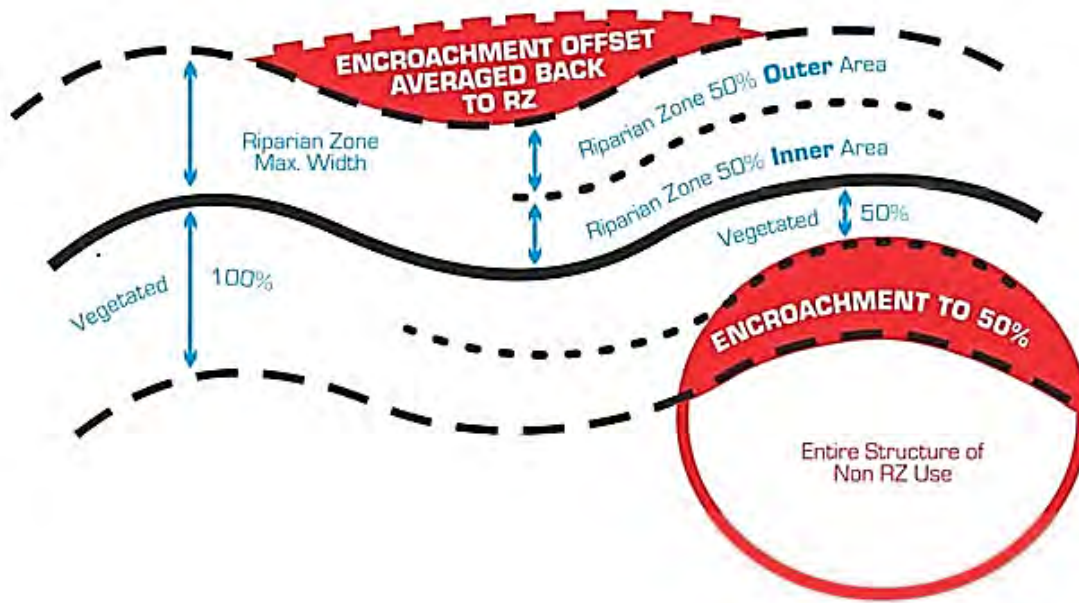 ENCROACHMENT OFFSET
AVERAGED BACK
TO RZ
Riparian Zone
Max. Width
Riparian Zone 50% Outer Area
Riparian Zone 50% Inner Area
Vegetated 50%
Vegetated 100%
ENCROACHMENT TO 50%
Entire Structure of
Non RZ Use